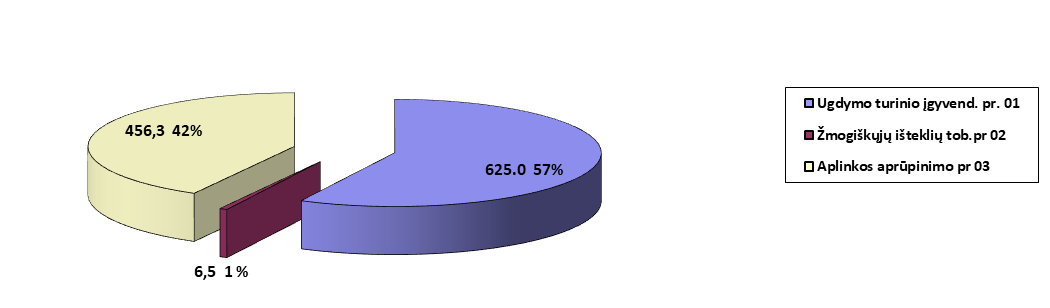 456,3 42%
625.0 57%
6,5 1 %
Ugdymo turinio įgyvend. pr. 01
Žmogiškųjų išteklių tob.pr 02
Aplinkos aprūpinimo pr 03